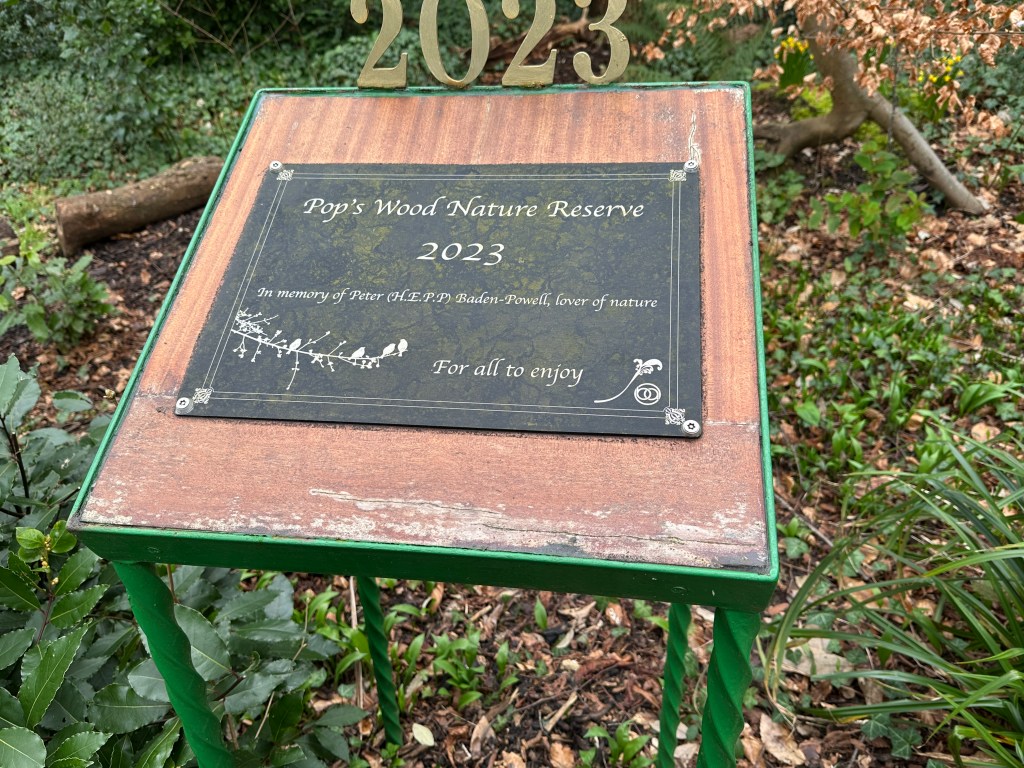 2023
Pop's Wood Nature Reserve
2023
In memory of Peter (H.E.P.P) Baden-Powell, lover of nature
For all to enjoy